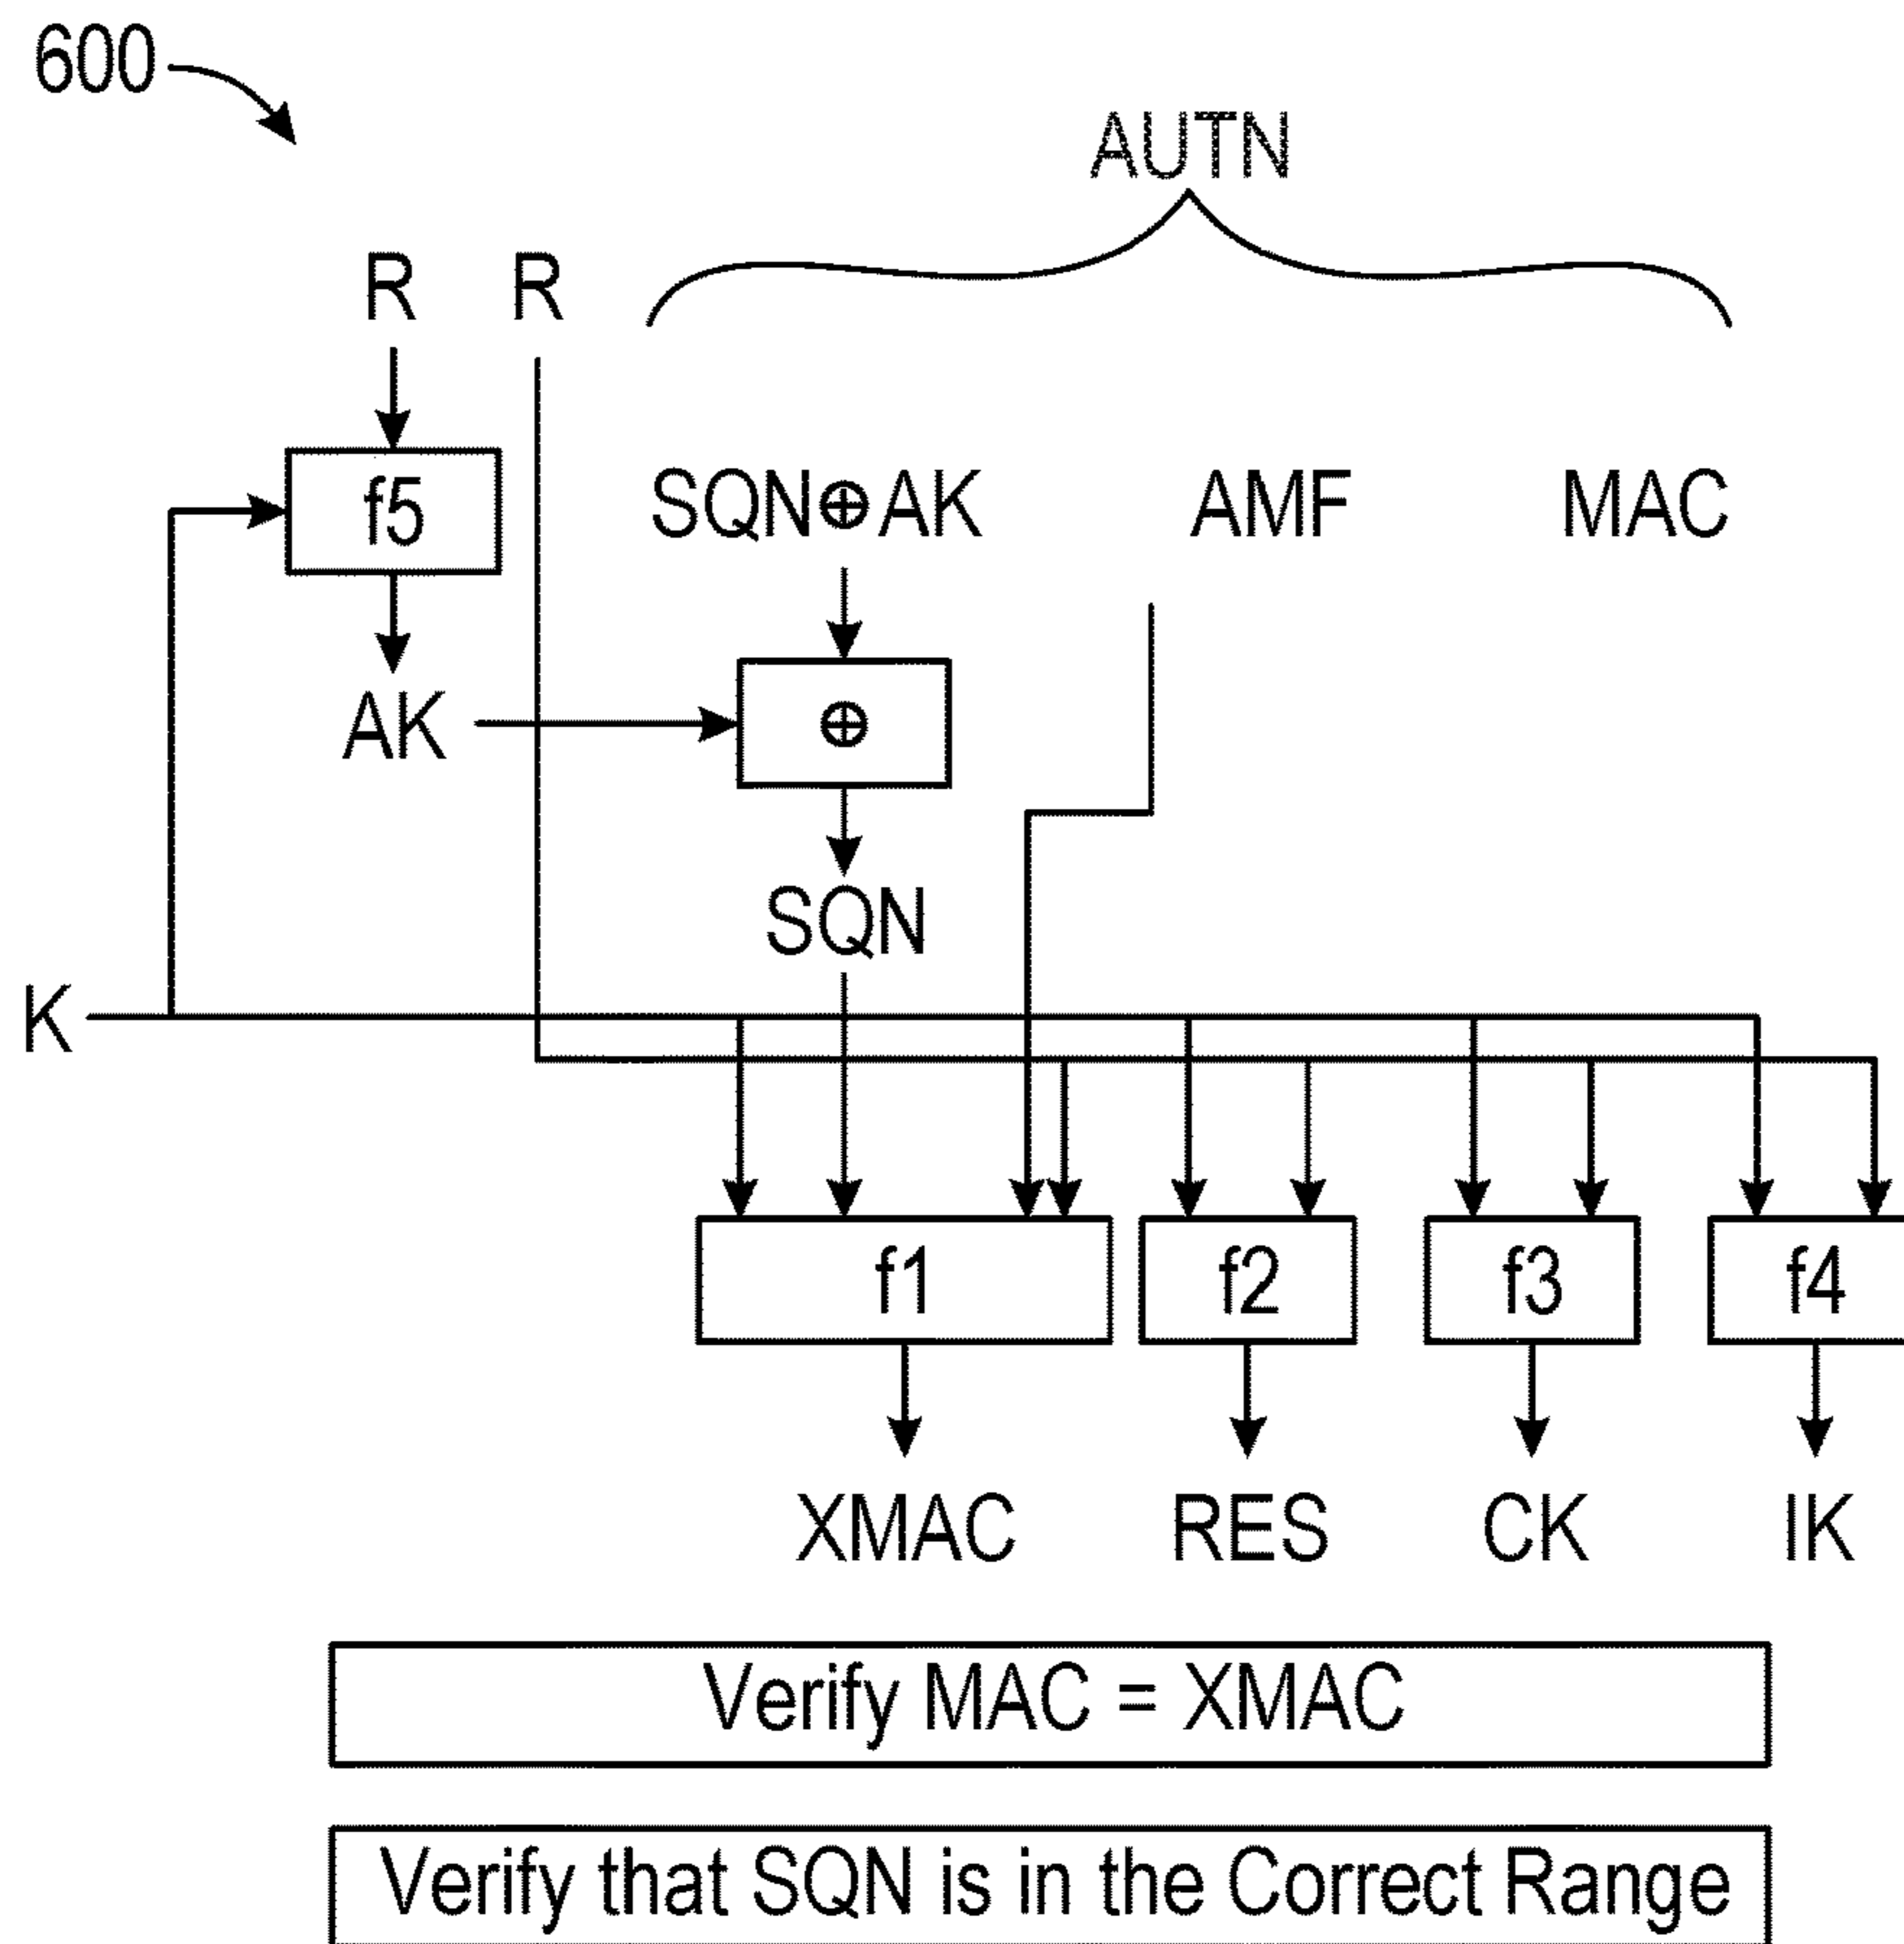 600
AUTN
R R
f5
SQN⊕AK AMF MAC
AK
⊕
SQN
K
f1 f2 f3 f4
XMAC RES CK IK
Verify MAC = XMAC
Verify that SQN is in the Correct Range